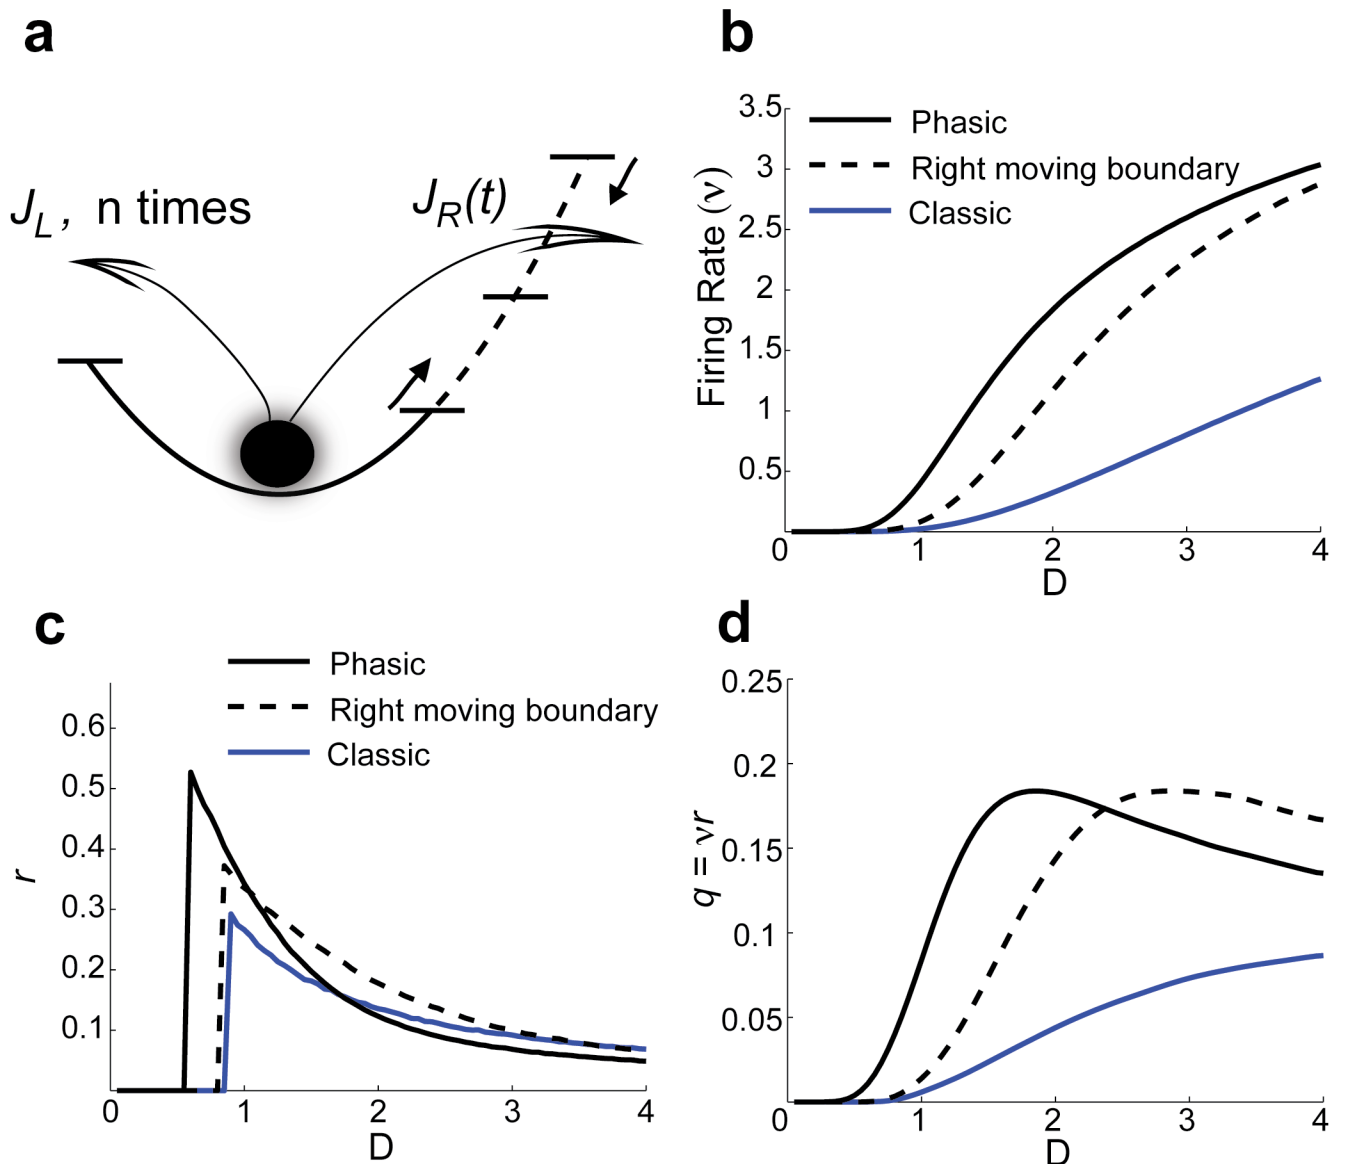 a
J_L, n times
J_R(t)
b
3.5
3
2.5
2
1.5
1
0.5
Firing Rate (ν)
Phasic
Right moving boundary
Classic
0 1 2 3 4
D
c
Phasic
Right moving boundary
Classic
0.6
0.5
0.4
0.3
0.2
0.1
r
0 1 2 3 4
D
d
0.25
0.2
0.15
0.1
0.05
0
q = νr
0 1 2 3 4
D